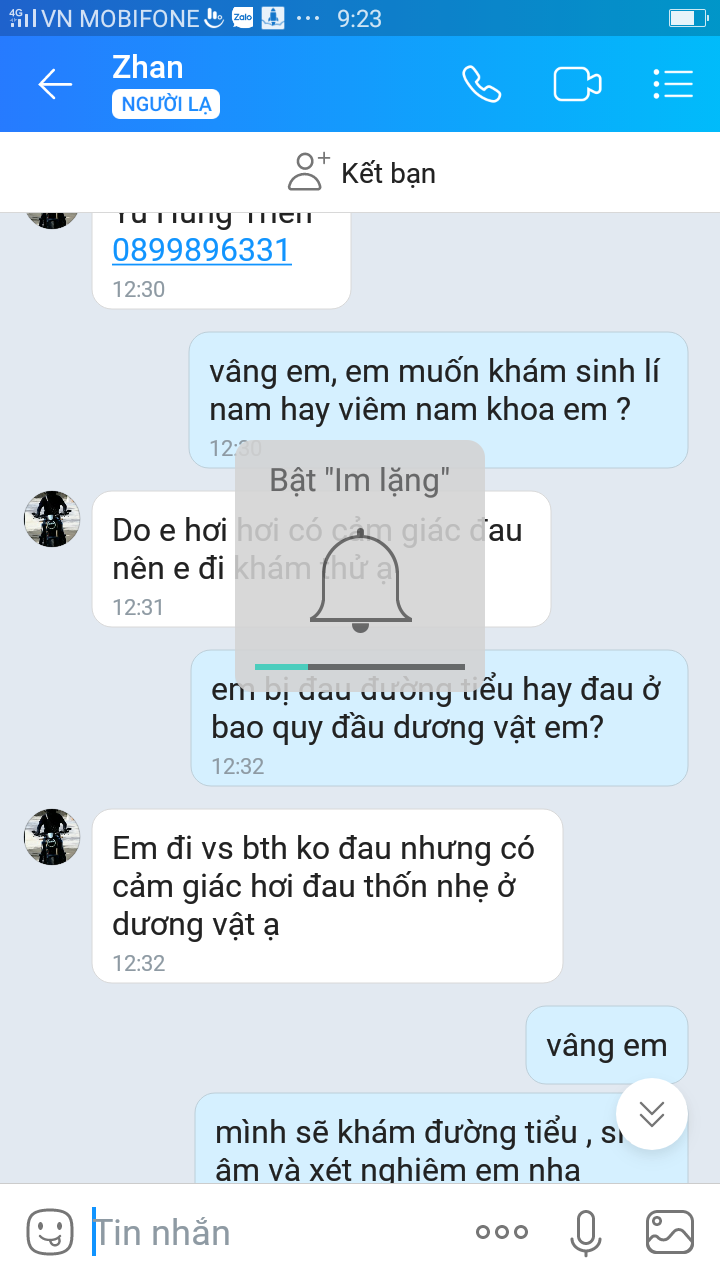 4G VN MOBIFONE Zalo ... 9:23
Zhan
NGƯỜI LẠ
Kết bạn
0899896331
12:30
vâng em, em muốn khám sinh lí
nam hay viêm nam khoa em ?
12:30
Bật "Im lặng"
Do e hơi hơi có cảm giác đau
nên e đi khám thử ạ
12:31
em bị đau đường tiểu hay đau ở
bao quy đầu dương vật em?
12:32
Em đi vs bth ko đau nhưng có
cảm giác hơi đau thốn nhẹ ở
dương vật ạ
12:32
vâng em
mình sẽ khám đường tiểu ,
âm và xét nghiêm em nha
Tin nhắn